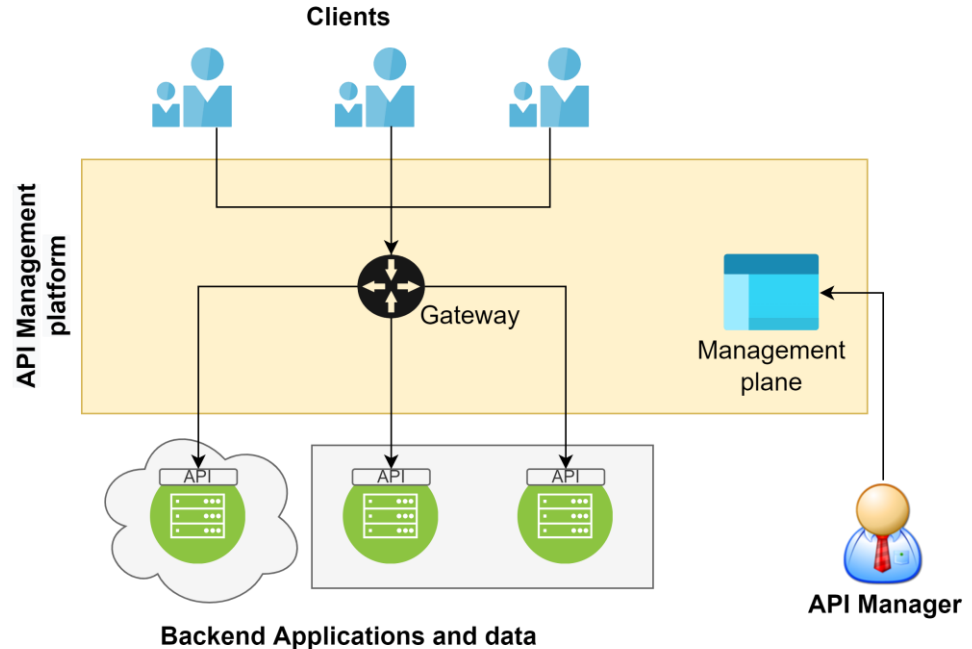 Clients
API Management
platform
Gateway
Management
plane
API
API
API
API Manager
Backend Applications and data